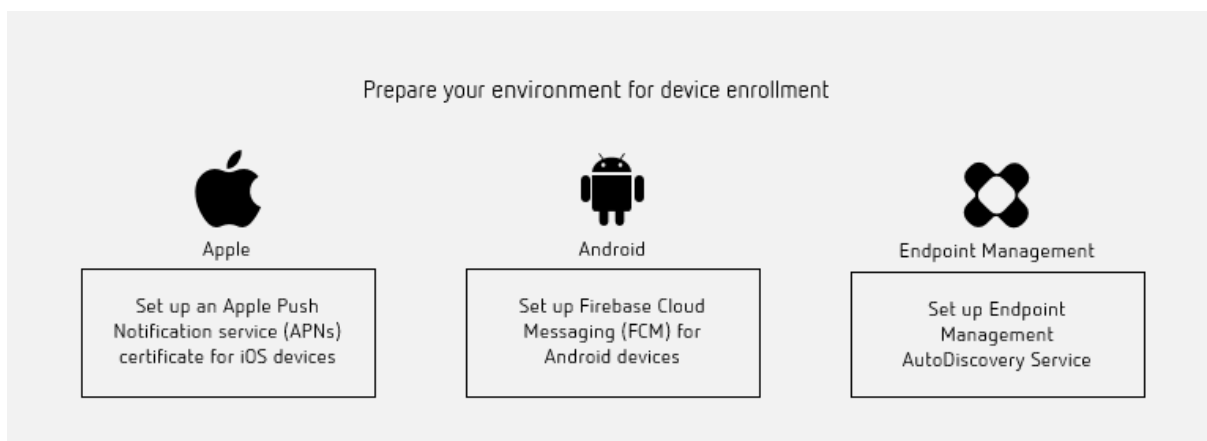 Prepare your environment for device enrollment
Apple
Set up an Apple Push
Notification service (APNs)
certificate for iOS devices
Android
Set up Firebase Cloud
Messaging (FCM) for
Android devices
Endpoint Management
Set up Endpoint
Management
AutoDiscovery Service